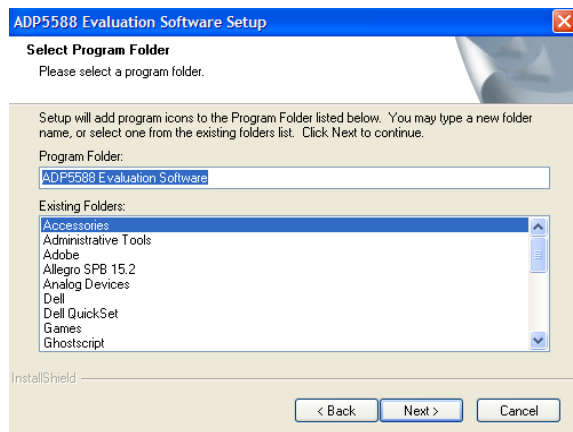 ADP5588 Evaluation Software Setup
Select Program Folder
Please select a program folder.
Setup will add program icons to the Program Folder listed below. You may type a new folder
name, or select one from the existing folders list. Click Next to continue.
Program Folder:
ADP5588 Evaluation Software
Existing Folders:
Accessories
Administrative Tools
Adobe
Allegro SPB 15.2
Analog Devices
Dell
Dell QuickSet
Games
Ghostscript
InstallShield
< Back Next > Cancel